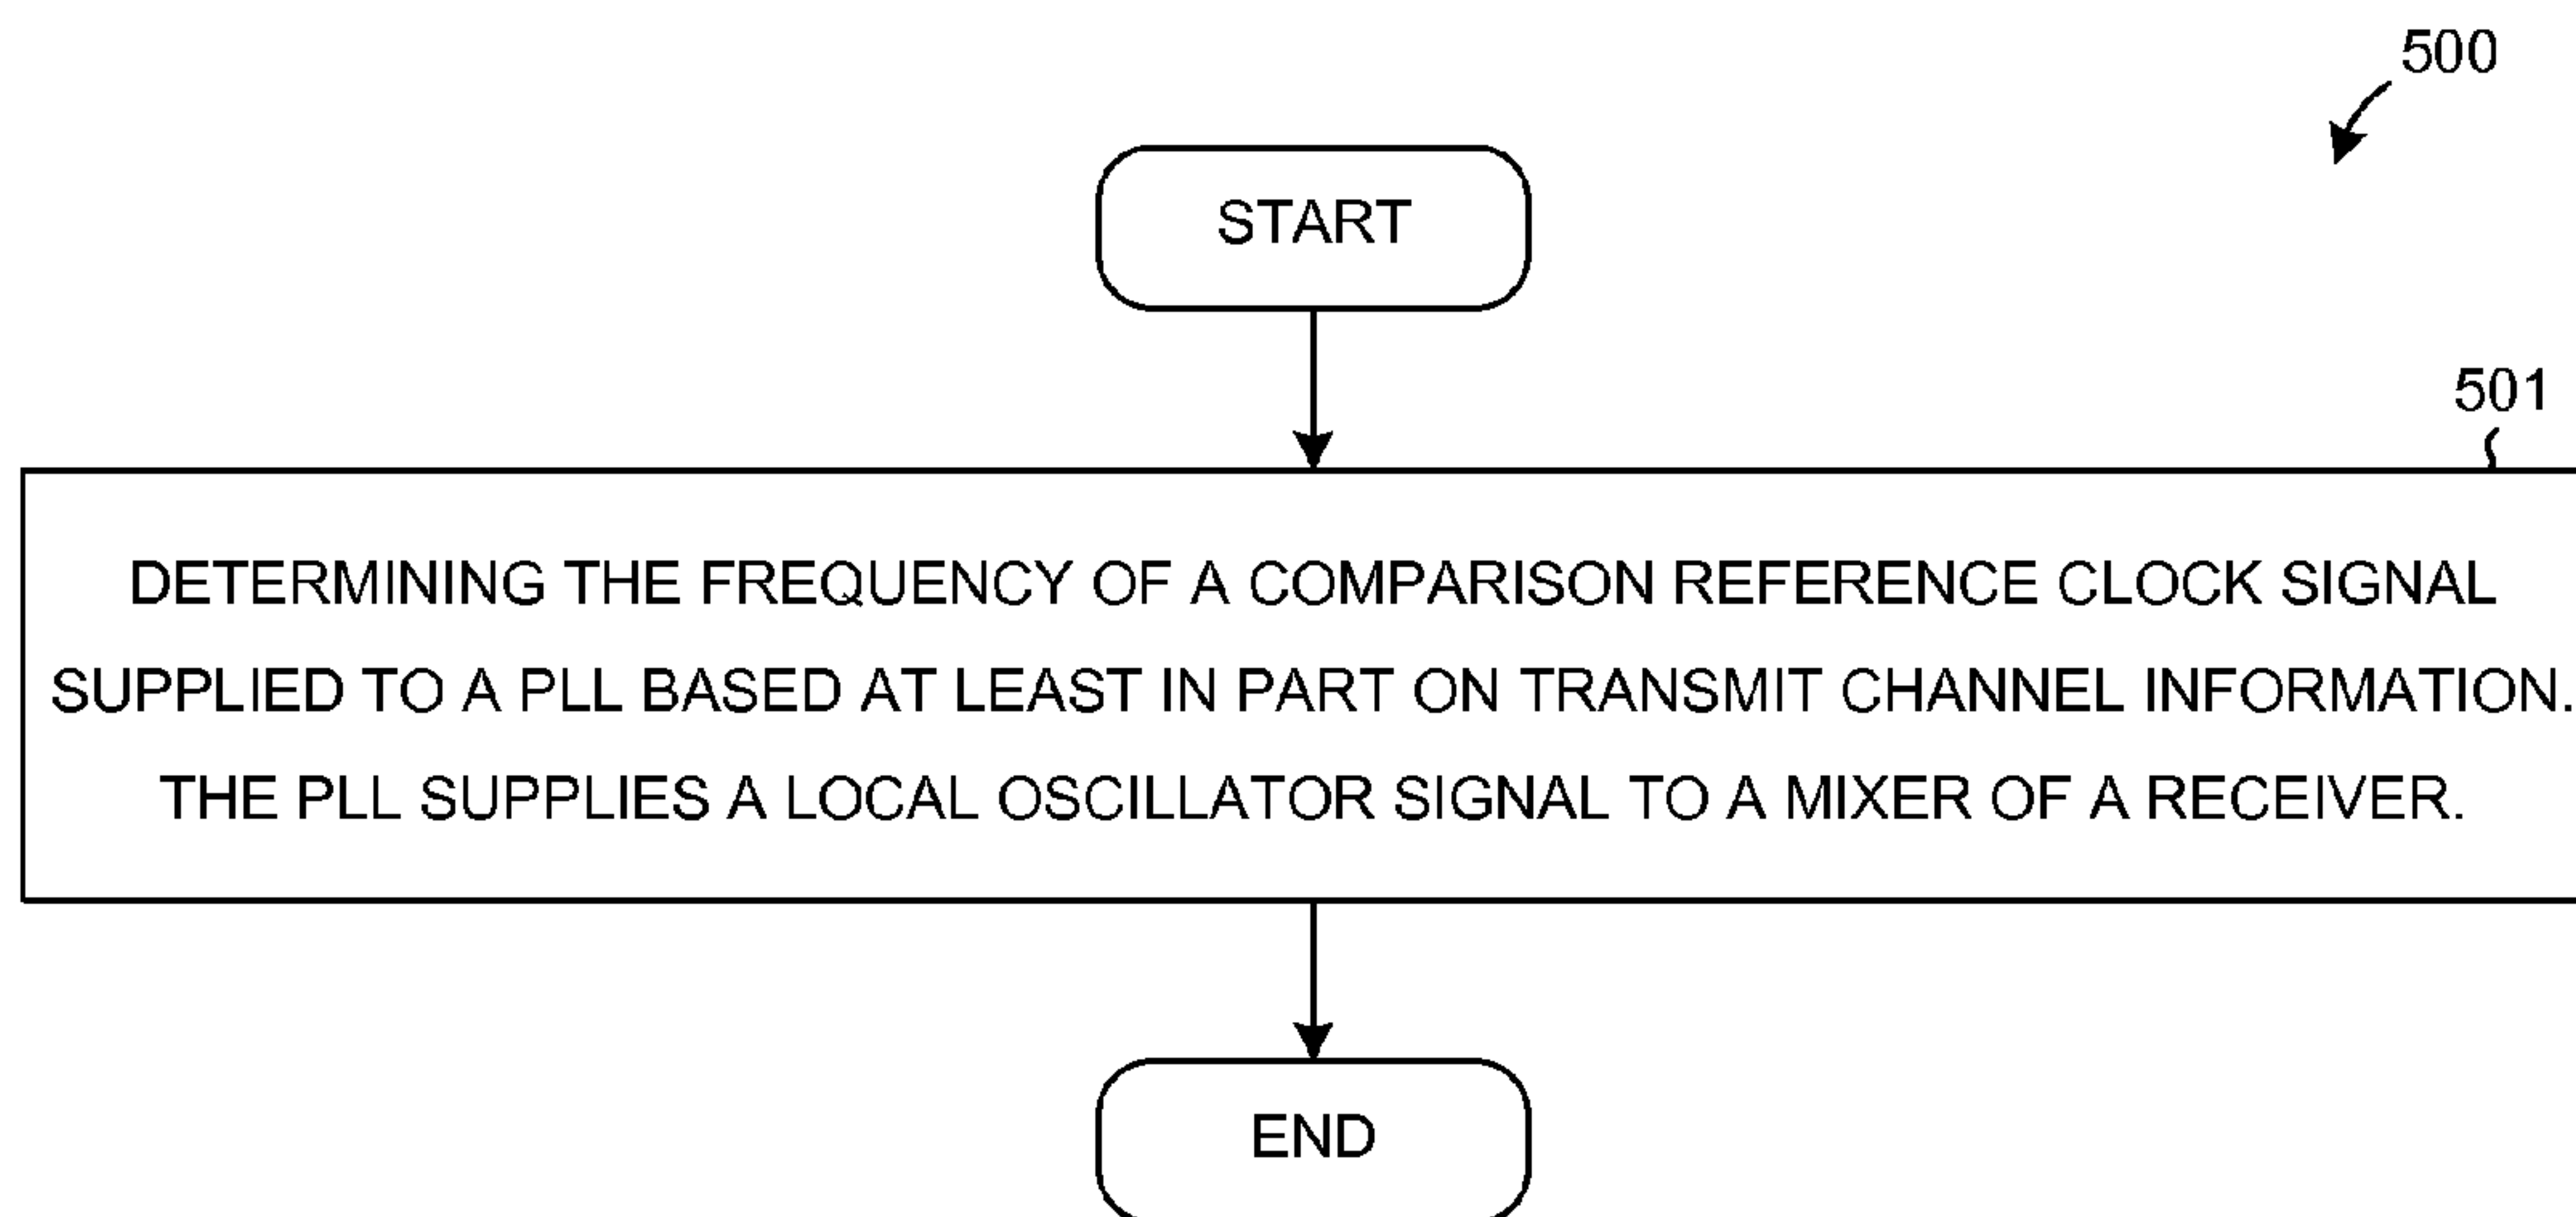 500
START
501
DETERMINING THE FREQUENCY OF A COMPARISON REFERENCE CLOCK SIGNAL
SUPPLIED TO A PLL BASED AT LEAST IN PART ON TRANSMIT CHANNEL INFORMATION.
THE PLL SUPPLIES A LOCAL OSCILLATOR SIGNAL TO A MIXER OF A RECEIVER.
END